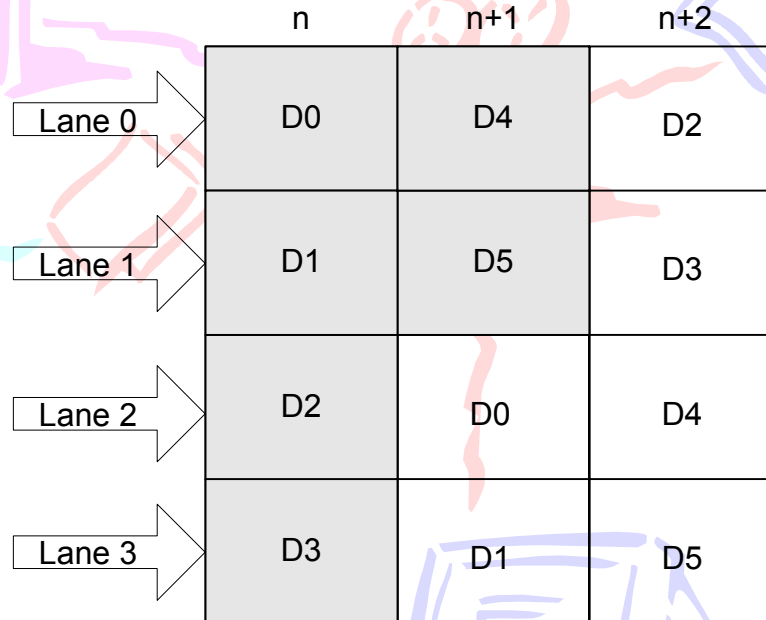 n n+1 n+2
Lane 0 D0 D4 D2
Lane 1 D1 D5 D3
Lane 2 D2 D0 D4
Lane 3 D3 D1 D5